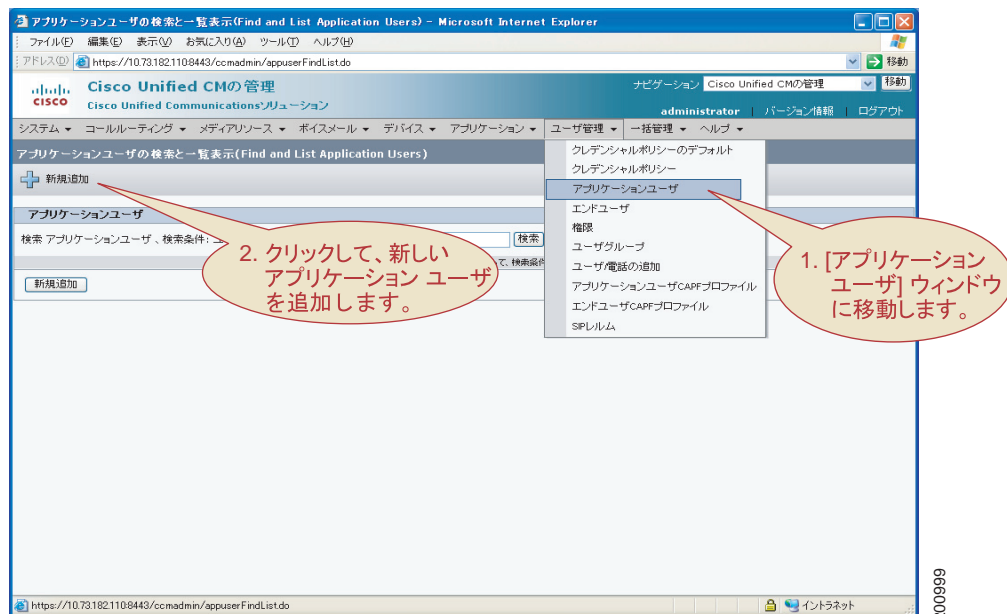 アプリケーションユーザの検索と一覧表示(Find and List Application Users) - Microsoft Internet Explorer
ファイル(F) 編集(E) 表示(V) お気に入り(A) ツール(T) ヘルプ(H)
アドレス(D) https://10.73.182.110:8443/ccmadmin/appuserFindList.do 移動
cisco
Cisco Unified CMの管理
Cisco Unified Communicationsソリューション
ナビゲーション Cisco Unified CMの管理 移動
administrator | バージョン情報 | ログアウト
システム コールルーティング メディアリソース ボイスメール デバイス アプリケーション ユーザ管理 一括管理 ヘルプ
アプリケーションユーザの検索と一覧表示(Find and List Application Users)
新規追加
クレデンシャルポリシーのデフォルト
クレデンシャルポリシー
アプリケーションユーザ
エンドユーザ
権限
ユーザグループ
ユーザ/電話の追加
アプリケーションユーザCAPFプロファイル
エンドユーザCAPFプロファイル
SIPレルム
アプリケーションユーザ
検索 アプリケーションユーザ 、検索条件: 検索
て、検索条件
新規追加
2. クリックして、新しい
アプリケーション ユーザ
を追加します。
1. [アプリケーション
ユーザ] ウィンドウ
に移動します。
https://10.73.182.110:8443/ccmadmin/appuserFindList.do イントラネット